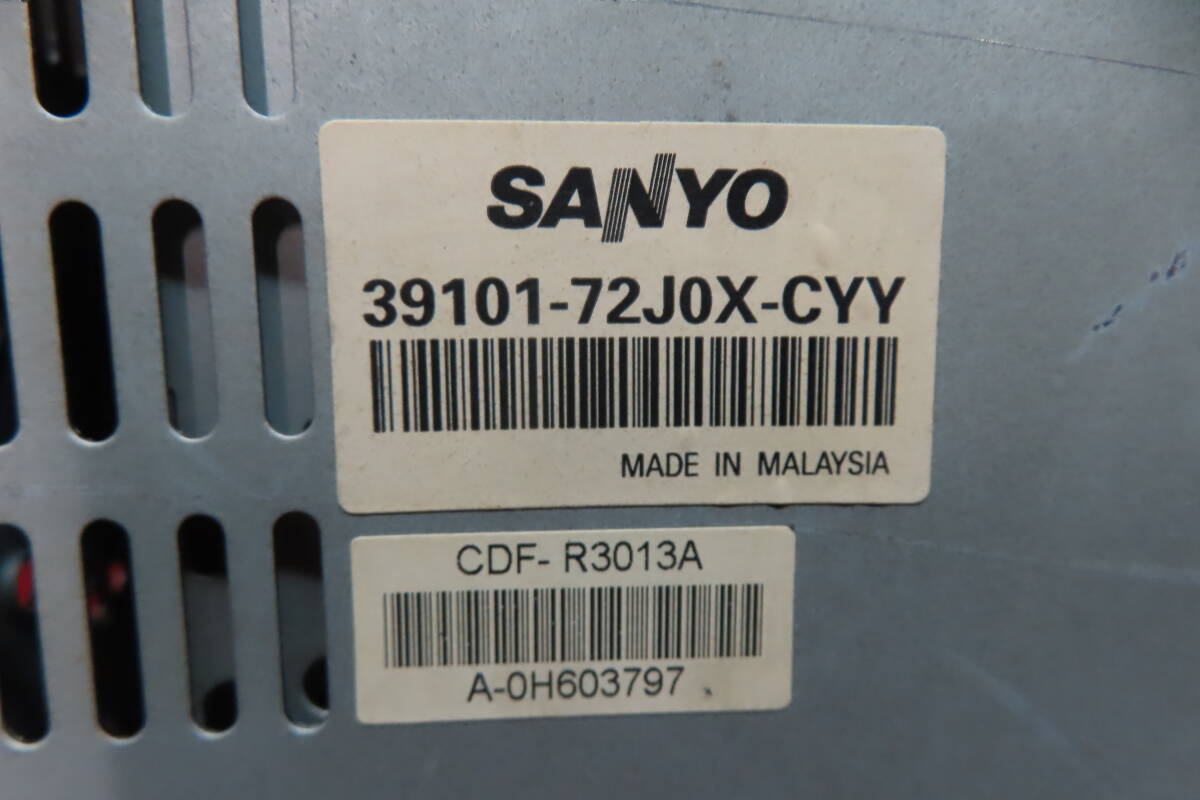 SANYO
39101-72J0X-CYY
MADE IN MALAYSIA
CDF- R3013A
A-0H603797